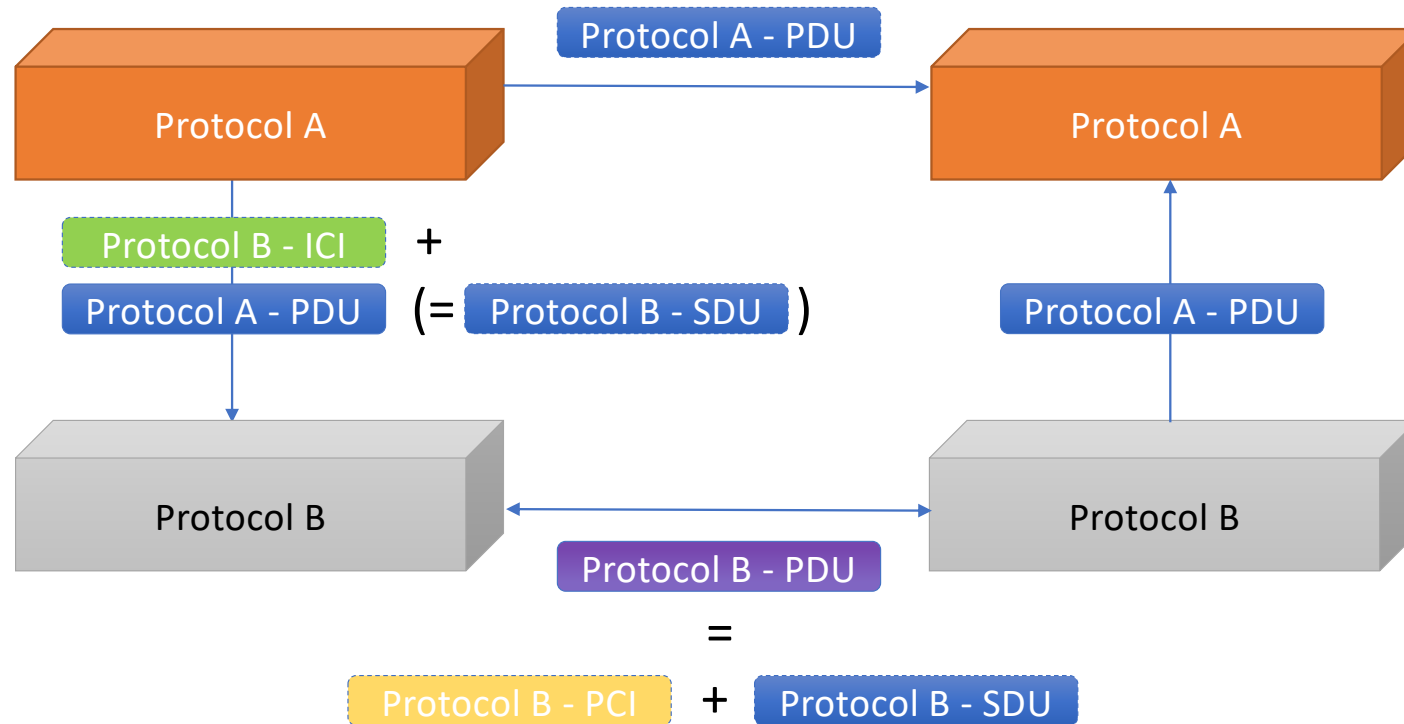 Protocol A - PDU
Protocol A
Protocol A
Protocol B - ICI +
Protocol A - PDU (= Protocol B - SDU )
Protocol A - PDU
Protocol B
Protocol B
Protocol B - PDU
=
Protocol B - PCI + Protocol B - SDU